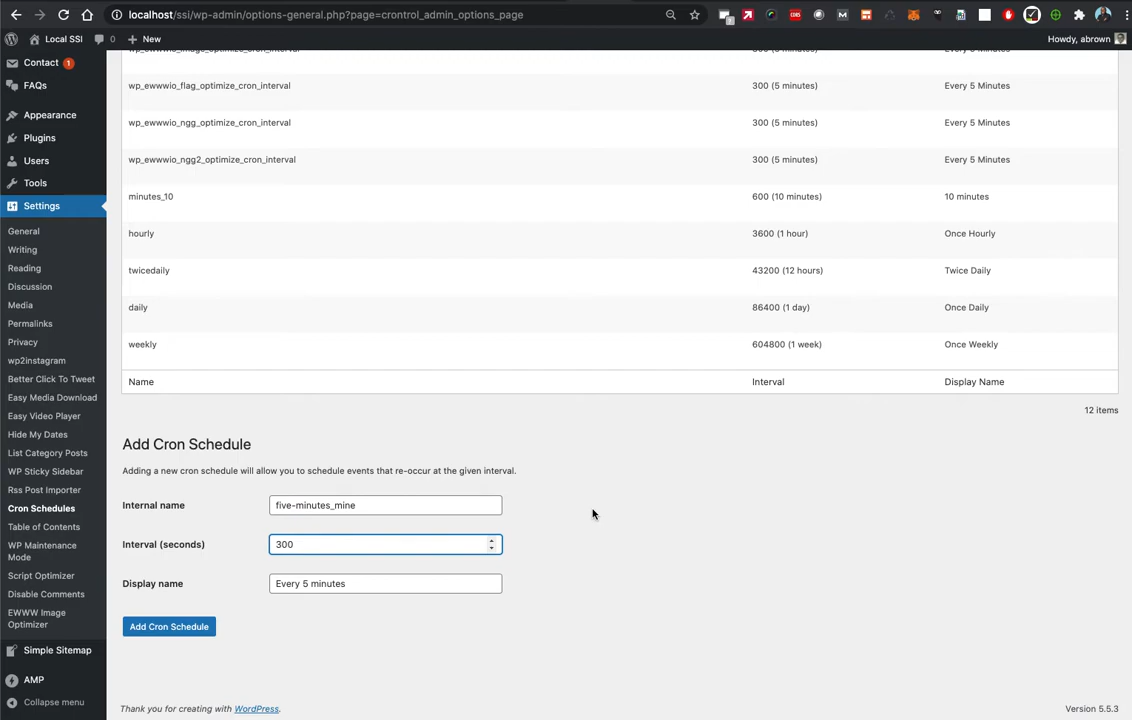 localhost/ssi/wp-admin/options-general.php?page=crontrol_admin_options_page
Local SSI 0 New Howdy, abrown
Contact 1
FAQs
Appearance
Plugins
Users
Tools
Settings
General
Writing
Reading
Discussion
Media
Permalinks
Privacy
wp2instagram
Better Click To Tweet
Easy Media Download
Easy Video Player
Hide My Dates
List Category Posts
WP Sticky Sidebar
Rss Post Importer
Cron Schedules
Table of Contents
WP Maintenance
Mode
Script Optimizer
Disable Comments
EWWW Image
Optimizer
Simple Sitemap
AMP
Collapse menu
wp_ewwwio_image_optimize_cron_interval 300 (5 minutes) Every 5 Minutes
wp_ewwwio_flag_optimize_cron_interval 300 (5 minutes) Every 5 Minutes
wp_ewwwio_ngg_optimize_cron_interval 300 (5 minutes) Every 5 Minutes
wp_ewwwio_ngg2_optimize_cron_interval 300 (5 minutes) Every 5 Minutes
minutes_10 600 (10 minutes) 10 minutes
hourly 3600 (1 hour) Once Hourly
twicedaily 43200 (12 hours) Twice Daily
daily 86400 (1 day) Once Daily
weekly 604800 (1 week) Once Weekly
Name Interval Display Name
12 items
Add Cron Schedule
Adding a new cron schedule will allow you to schedule events that re-occur at the given interval.
Internal name five-minutes_mine
Interval (seconds) 300
Display name Every 5 minutes
Add Cron Schedule
Thank you for creating with WordPress. Version 5.5.3